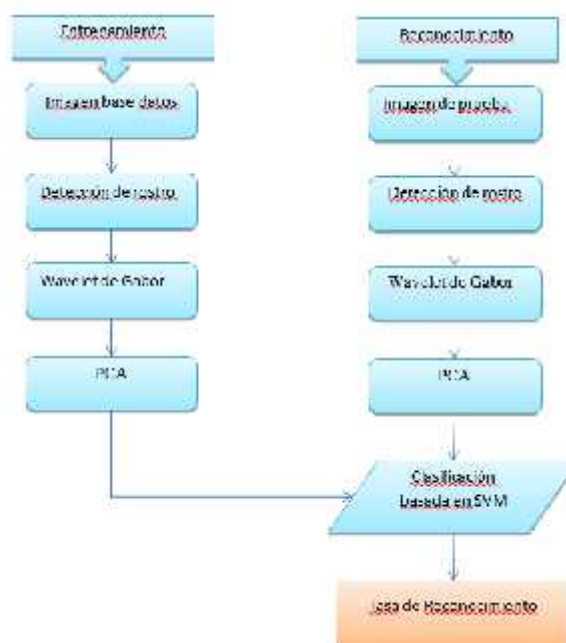 Entrenamiento
Imagen base datos
Detección de rostro
Wavelet de Gabor
PCA
Reconocimiento
Imagen de prueba
Detección de rostro
Wavelet de Gabor
PCA
Clasificación
basada en SVM
Tasa de Reconocimiento